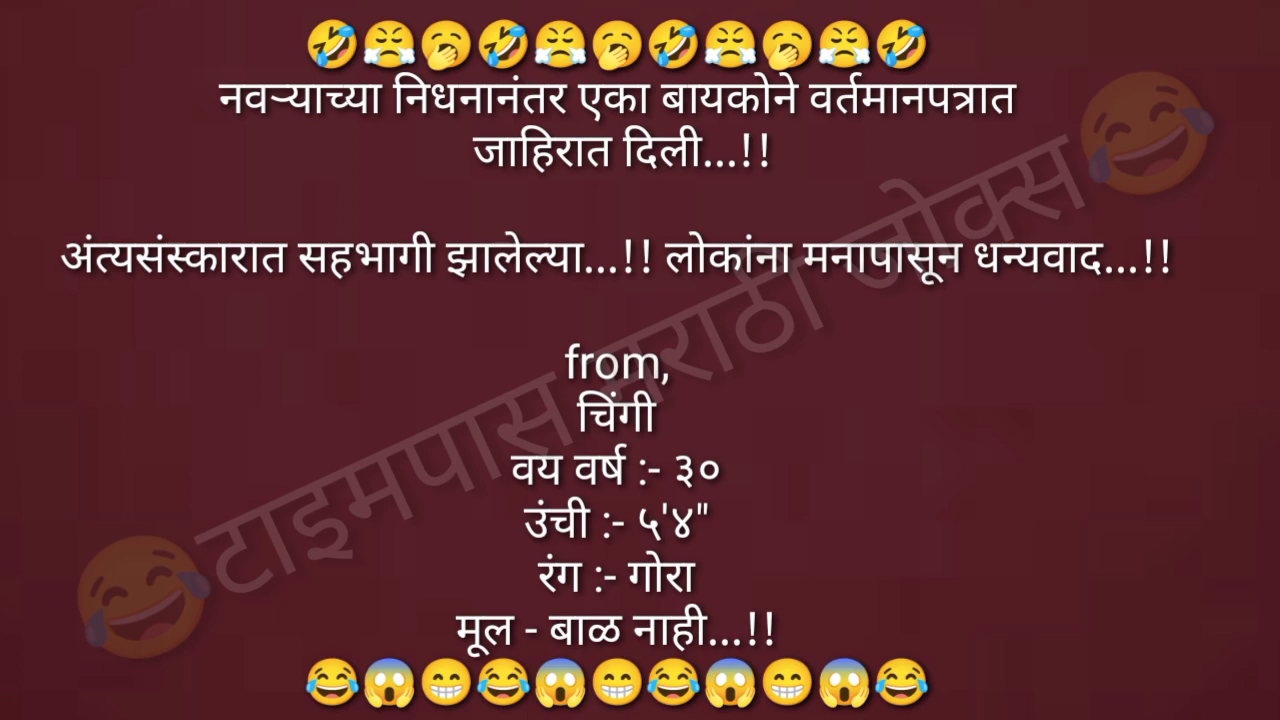 🤣😤🥱🤣😤🥱🤣😤🥱😤🤣
नवऱ्याच्या निधनानंतर एका बायकोने वर्तमानपत्रात
जाहिरात दिली...!!
अंत्यसंस्कारात सहभागी झालेल्या...!! लोकांना मनापासून धन्यवाद...!!
from,
चिंगी
वय वर्ष :- ३०
उंची :- ५'४"
रंग :- गोरा
मूल - बाळ नाही...!!
😂😱😁😂😱😁😂😱😁😱😂
😂टाइमपास मराठी जोक्स😂